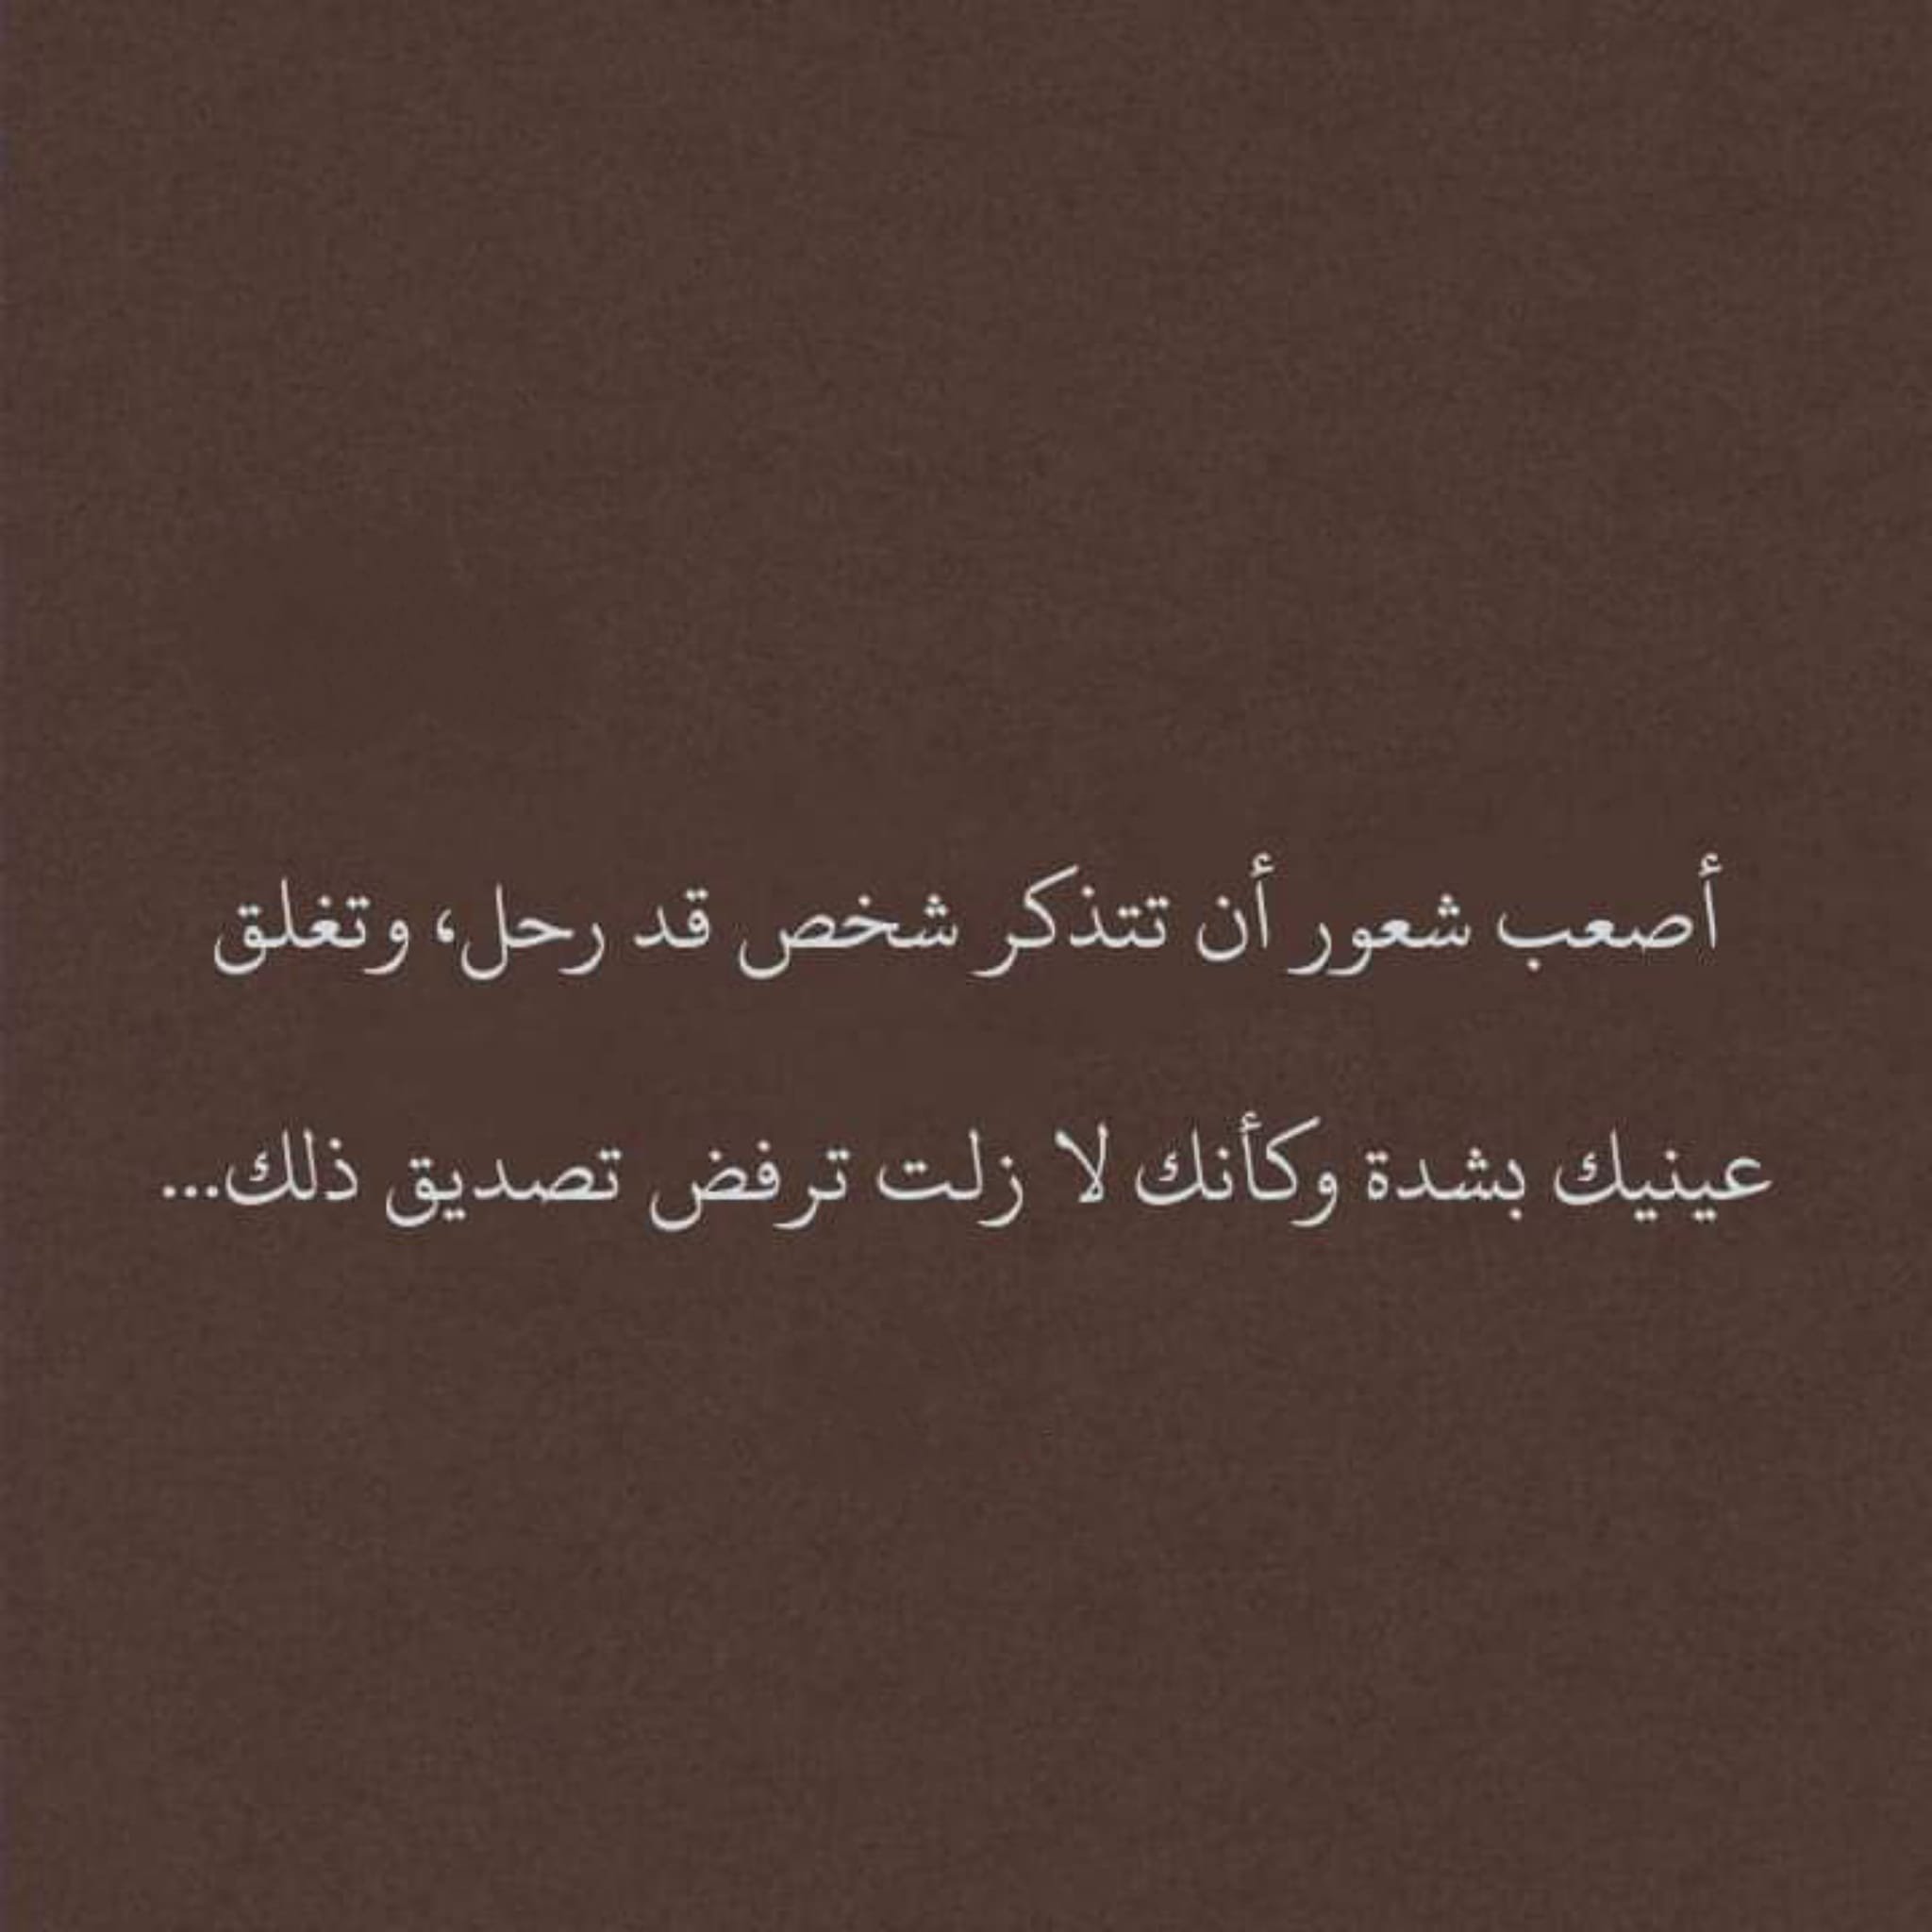 أصعب شعور أن تتذكر شخص قد رحل، وتغلق
عينيك بشدة وكأنك لا زلت ترفض تصديق ذلك...